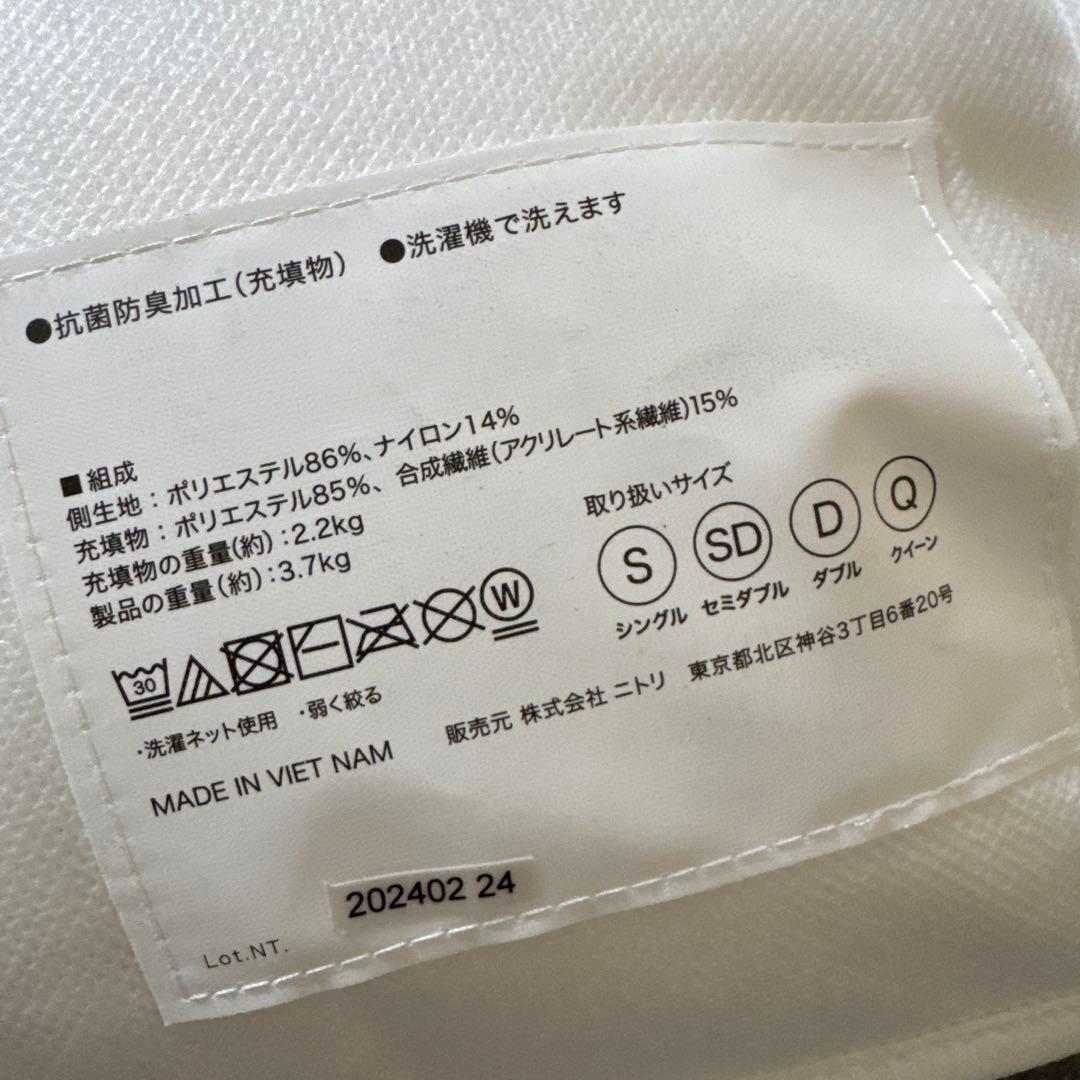 ●抗菌防臭加工(充填物) ●洗濯機で洗えます
■組成
側生地:ポリエステル86%、ナイロン14%
充填物:ポリエステル85%、合成繊維(アクリレート系繊維)15%
充填物の重量(約):2.2kg
製品の重量(約):3.7kg
取り扱いサイズ
S SD D Q
シングル セミダブル ダブル クイーン
30 W
・洗濯ネット使用 ・弱く絞る
販売元 株式会社 ニトリ 東京都北区神谷3丁目6番20号
MADE IN VIET NAM
202402 24
Lot.NT.